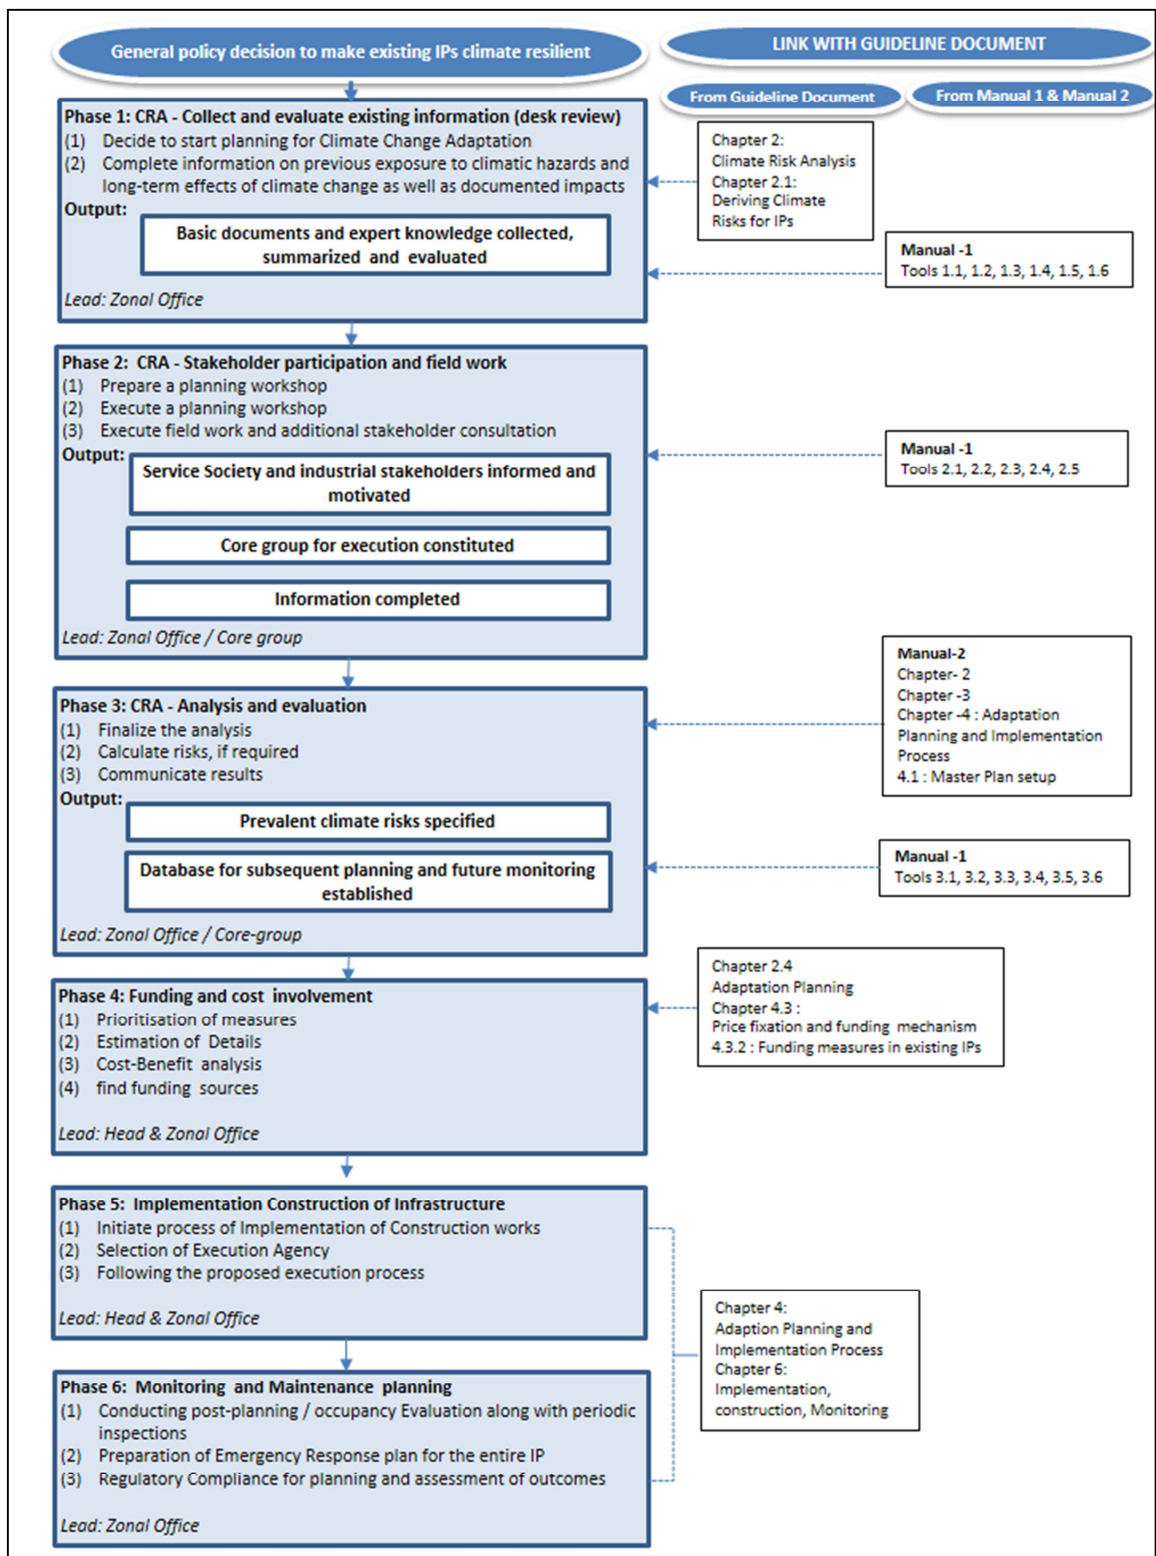 General policy decision to make existing IPs climate resilient
LINK WITH GUIDELINE DOCUMENT
From Guideline Document
From Manual 1 & Manual 2
Phase 1: CRA - Collect and evaluate existing information (desk review)
(1) Decide to start planning for Climate Change Adaptation
(2) Complete information on previous exposure to climatic hazards and
long-term effects of climate change as well as documented impacts
Output:
Basic documents and expert knowledge collected,
summarized and evaluated
Lead: Zonal Office
Chapter 2:
Climate Risk Analysis
Chapter 2.1:
Deriving Climate
Risks for IPs
Manual -1
Tools 1.1, 1.2, 1.3, 1.4, 1.5, 1.6
Phase 2: CRA - Stakeholder participation and field work
(1) Prepare a planning workshop
(2) Execute a planning workshop
(3) Execute field work and additional stakeholder consultation
Output:
Service Society and industrial stakeholders informed and
motivated
Core group for execution constituted
Information completed
Lead: Zonal Office / Core group
Manual -1
Tools 2.1, 2.2, 2.3, 2.4, 2.5
Phase 3: CRA - Analysis and evaluation
(1) Finalize the analysis
(2) Calculate risks, if required
(3) Communicate results
Output:
Prevalent climate risks specified
Database for subsequent planning and future monitoring
established
Lead: Zonal Office / Core-group
Manual-2
Chapter- 2
Chapter -3
Chapter -4 : Adaptation
Planning and Implementation
Process
4.1 : Master Plan setup
Manual -1
Tools 3.1, 3.2, 3.3, 3.4, 3.5, 3.6
Phase 4: Funding and cost involvement
(1) Prioritisation of measures
(2) Estimation of Details
(3) Cost-Benefit analysis
(4) find funding sources
Lead: Head & Zonal Office
Chapter 2.4
Adaptation Planning
Chapter 4.3 :
Price fixation and funding mechanism
4.3.2 : Funding measures in existing IPs
Phase 5: Implementation Construction of Infrastructure
(1) Initiate process of Implementation of Construction works
(2) Selection of Execution Agency
(3) Following the proposed execution process
Lead: Head & Zonal Office
Chapter 4:
Adaption Planning and
Implementation Process
Chapter 6:
Implementation,
construction, Monitoring
Phase 6: Monitoring and Maintenance planning
(1) Conducting post-planning / occupancy Evaluation along with periodic
inspections
(2) Preparation of Emergency Response plan for the entire IP
(3) Regulatory Compliance for planning and assessment of outcomes
Lead: Zonal Office